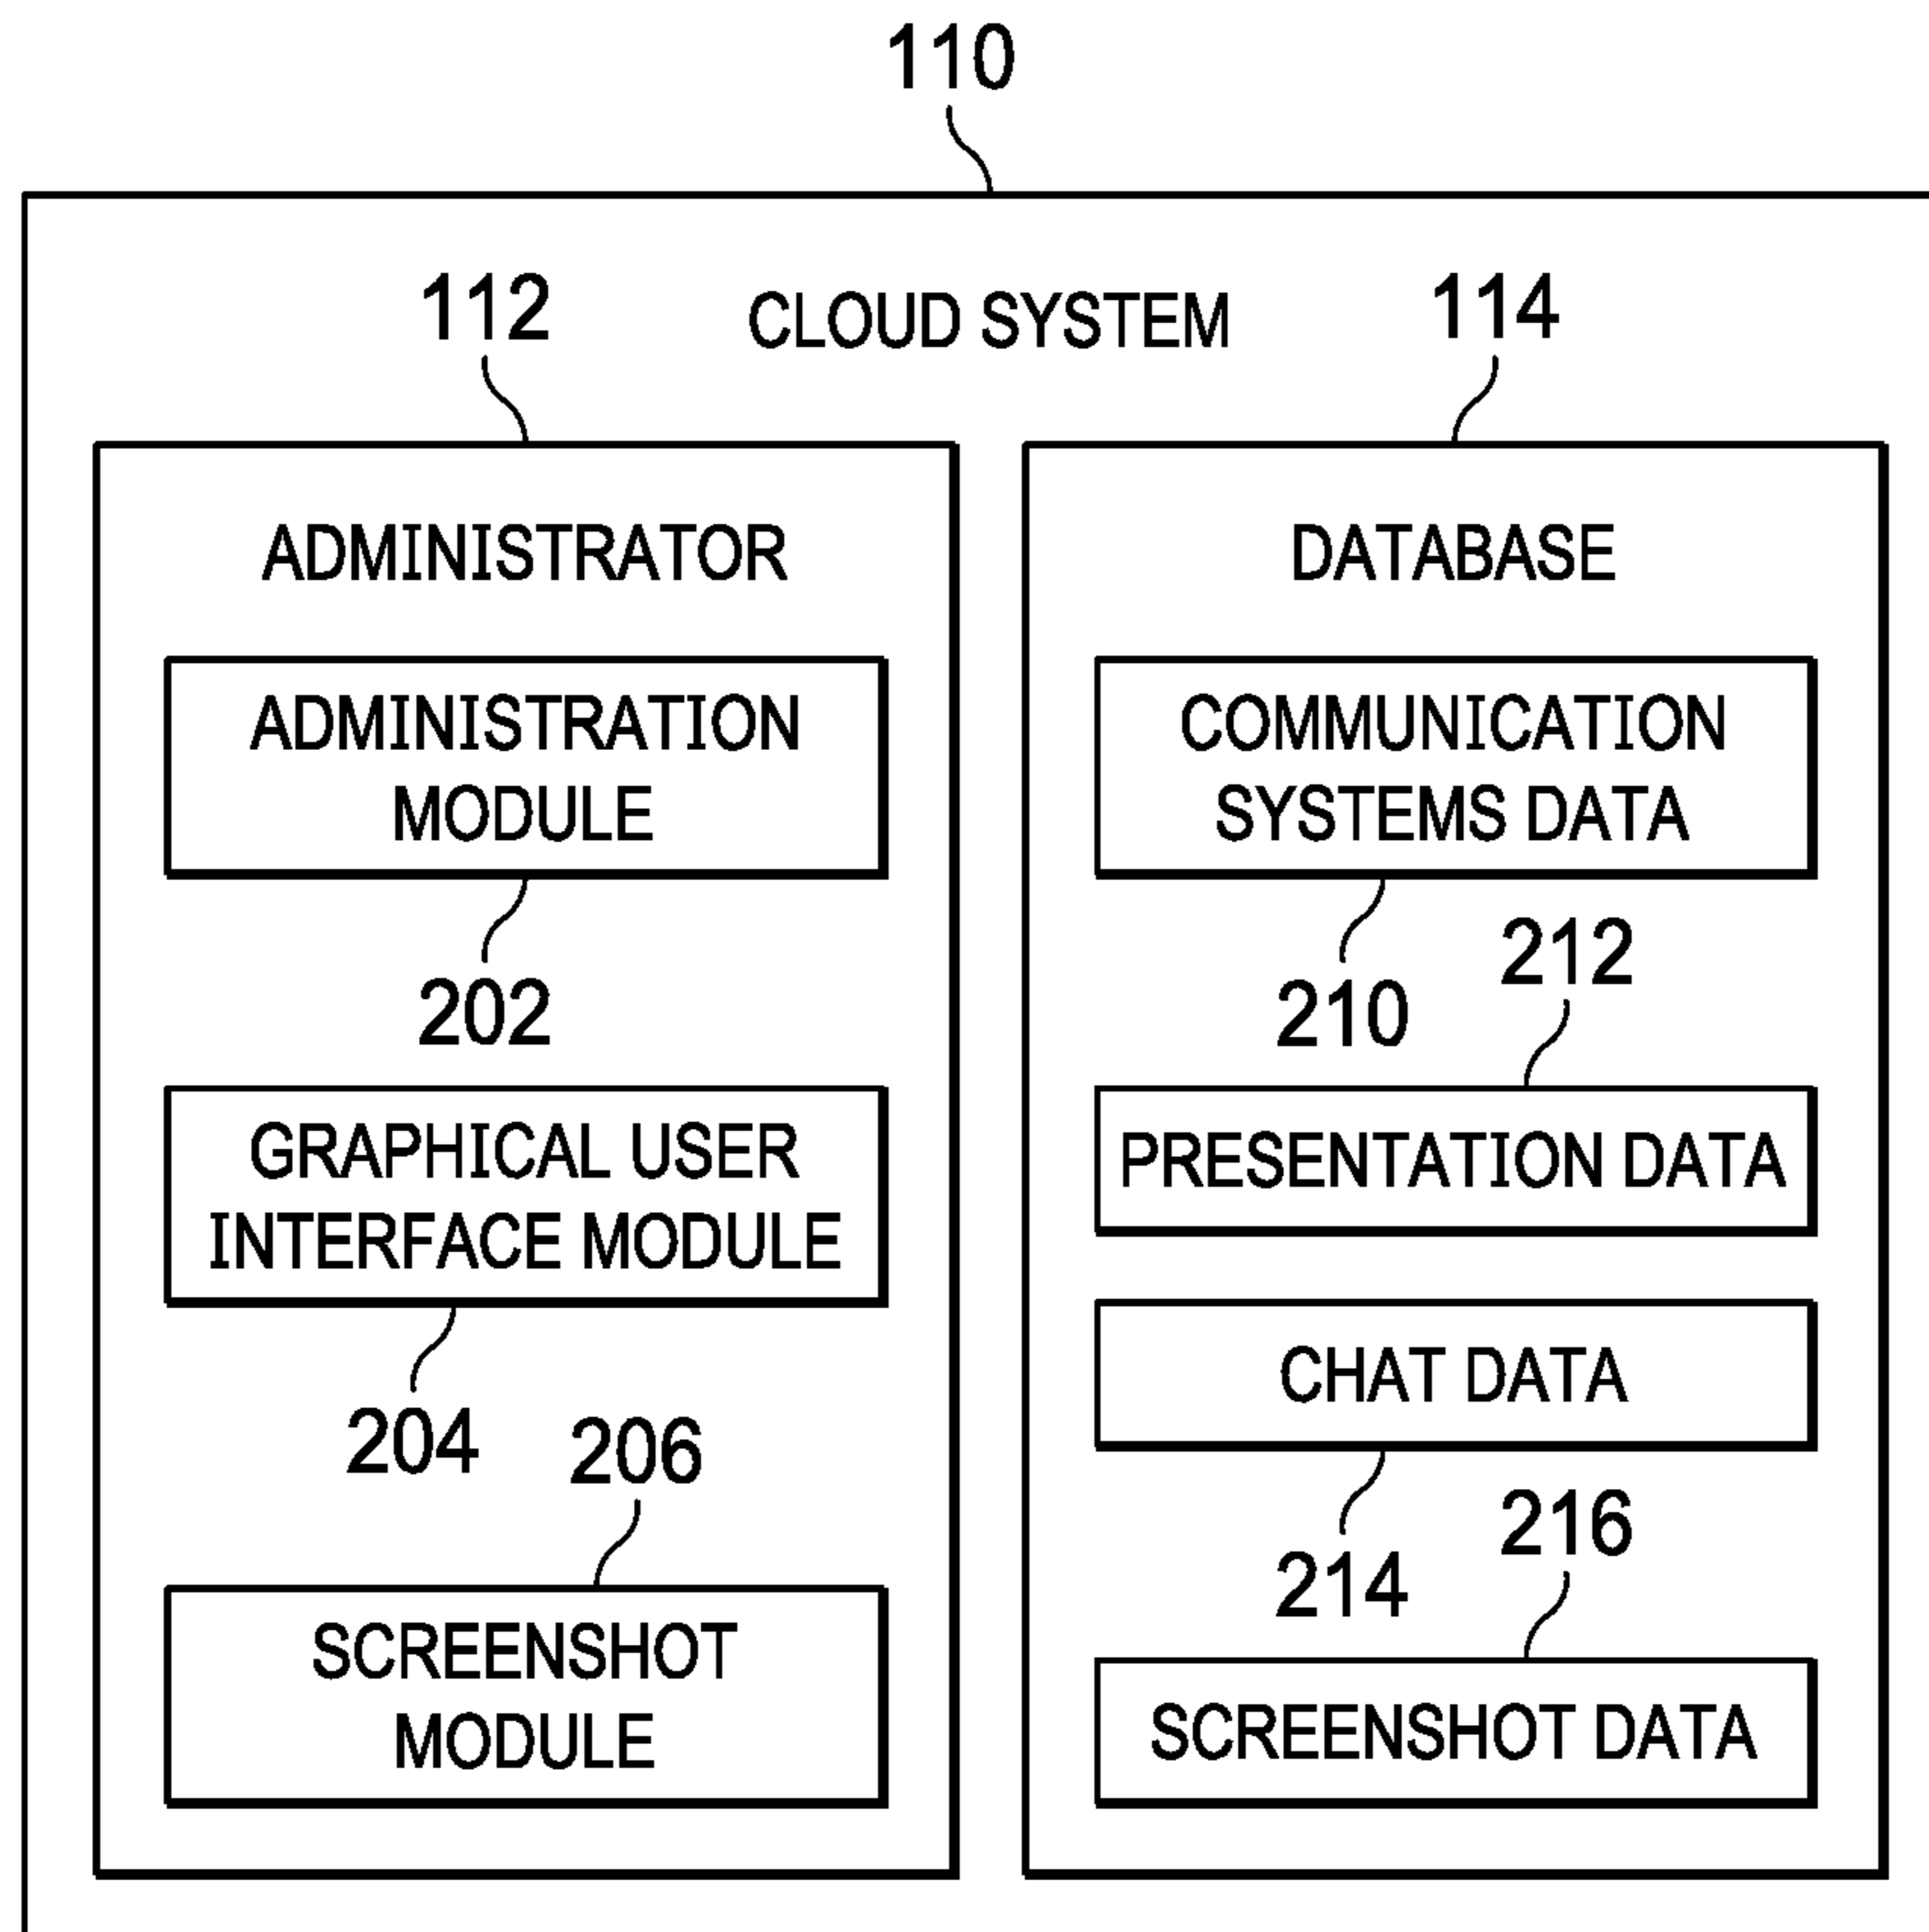 110
CLOUD SYSTEM
112
114
ADMINISTRATOR
ADMINISTRATION
MODULE
202
GRAPHICAL USER
INTERFACE MODULE
204
206
SCREENSHOT
MODULE
DATABASE
COMMUNICATION
SYSTEMS DATA
210
212
PRESENTATION DATA
CHAT DATA
214
216
SCREENSHOT DATA